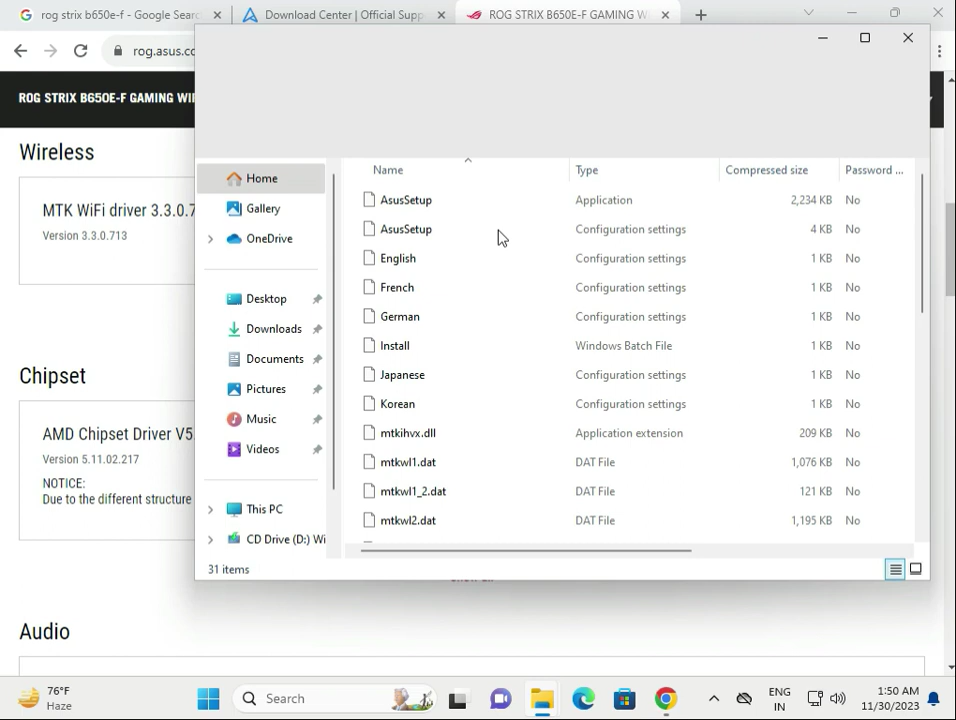 rog strix b650e-f - Google Sear
Download Center | Official Supp
ROG STRIX B650E-F GAMING W
rog.asus.co
ROG STRIX B650E-F GAMING WI
Wireless
MTK WiFi driver 3.3.0.7
Version 3.3.0.713
Chipset
AMD Chipset Driver V5
Version 5.11.02.217
NOTICE:
Due to the different structure
Audio
Home
Gallery
OneDrive
Desktop
Downloads
Documents
Pictures
Music
Videos
This PC
CD Drive (D:) Wi
Name Type Compressed size Password ...
AsusSetup Application 2,234 KB No
AsusSetup Configuration settings 4 KB No
English Configuration settings 1 KB No
French Configuration settings 1 KB No
German Configuration settings 1 KB No
Install Windows Batch File 1 KB No
Japanese Configuration settings 1 KB No
Korean Configuration settings 1 KB No
mtkihvx.dll Application extension 209 KB No
mtkwl1.dat DAT File 1,076 KB No
mtkwl1_2.dat DAT File 121 KB No
mtkwl2.dat DAT File 1,195 KB No
31 items
76°F
Haze
Search
ENG
IN
1:50 AM
11/30/2023